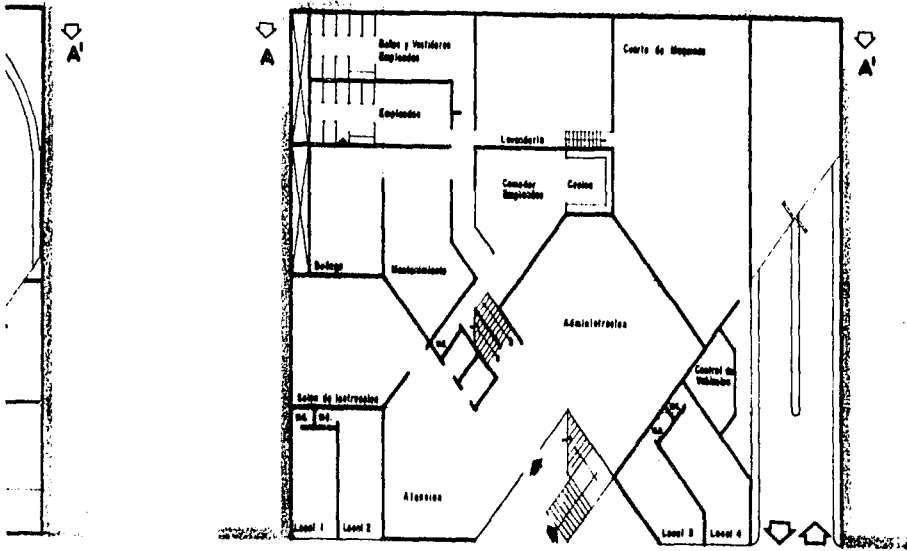 A'
A
A'
Baños y Vestidores
Empleados
Cuarto de Maquinas
Empleados
Lavanderia
Comedor
Empleados
Cocina
Bodega
Mantenimiento
Administracion
Control de
Vehiculos
Salon de Instruccion
Atencion
Local 1
Local 2
Local 3
Local 4